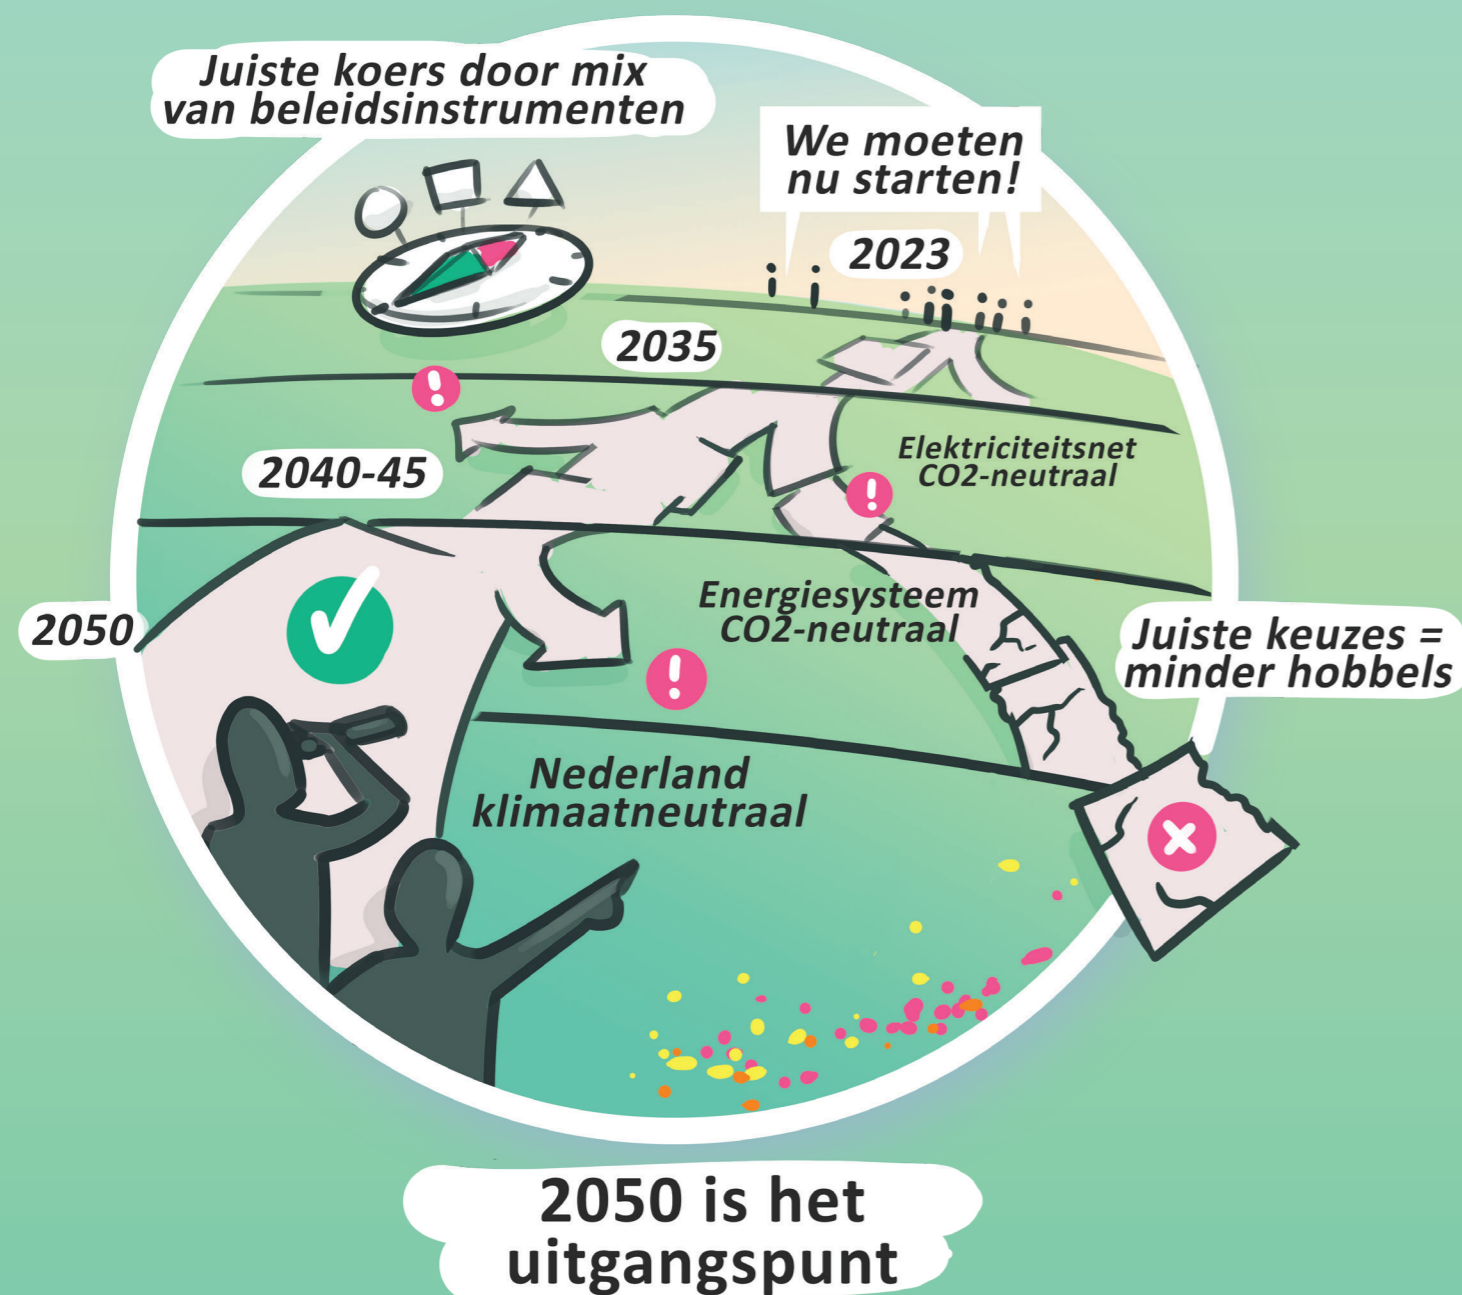 Juiste koers door mix
van beleidsinstrumenten
We moeten
nu starten!
2023
2035
Elektriciteitsnet
CO2-neutraal
2040-45
Energiesysteem
CO2-neutraal
2050
Juiste keuzes =
minder hobbels
Nederland
klimaatneutraal
2050 is het
uitgangspunt